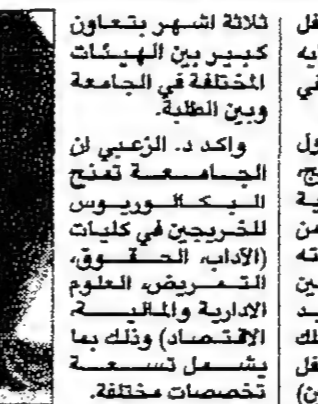 ثلاثة اشهر بتعاون
كبير بين الهيئات
المختلفة في الجامعة
وبين الطلبة.
واكد د. الزعبي ان
الجامعة تمنح
البكالوريوس
للخريجين في كليات
(الآداب، الحقوق،
التمريض، العلوم
الادارية والمالية،
الاقتصاد) وذلك بما
يشمل تسعة
تخصصات مختلفة.